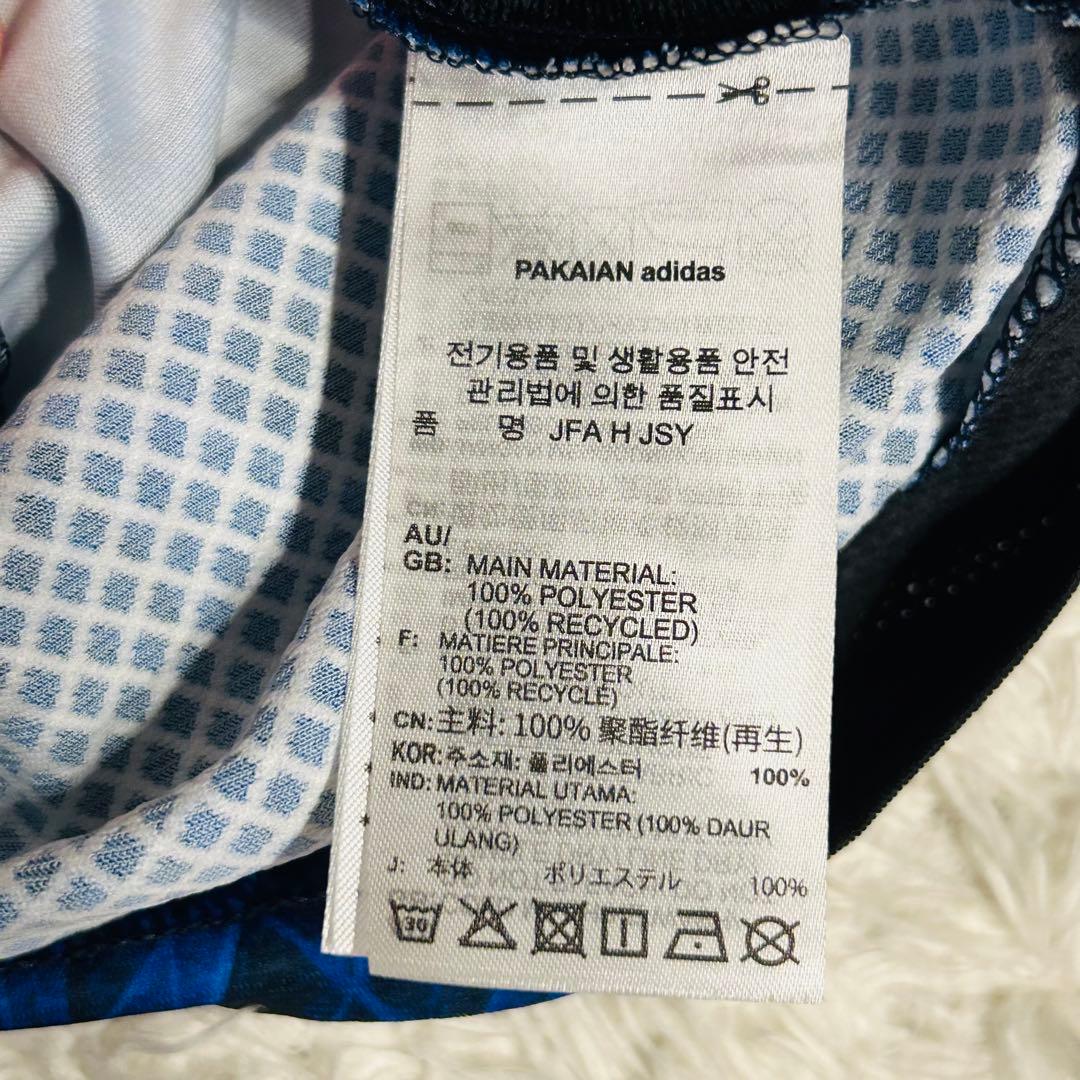 PAKAIAN adidas
전기용품 및 생활용품 안전
관리법에 의한 품질표시
품 명 JFA H JSY
AU/
GB: MAIN MATERIAL:
100% POLYESTER
(100% RECYCLED)
F: MATIERE PRINCIPALE:
100% POLYESTER
(100% RECYCLÉ)
CN: 主料: 100% 聚酯纤维(再生)
KOR: 주소재: 폴리에스터 100%
IND: MATERIAL UTAMA:
100% POLYESTER (100% DAUR
ULANG)
J: 本体 ポリエステル 100%
30